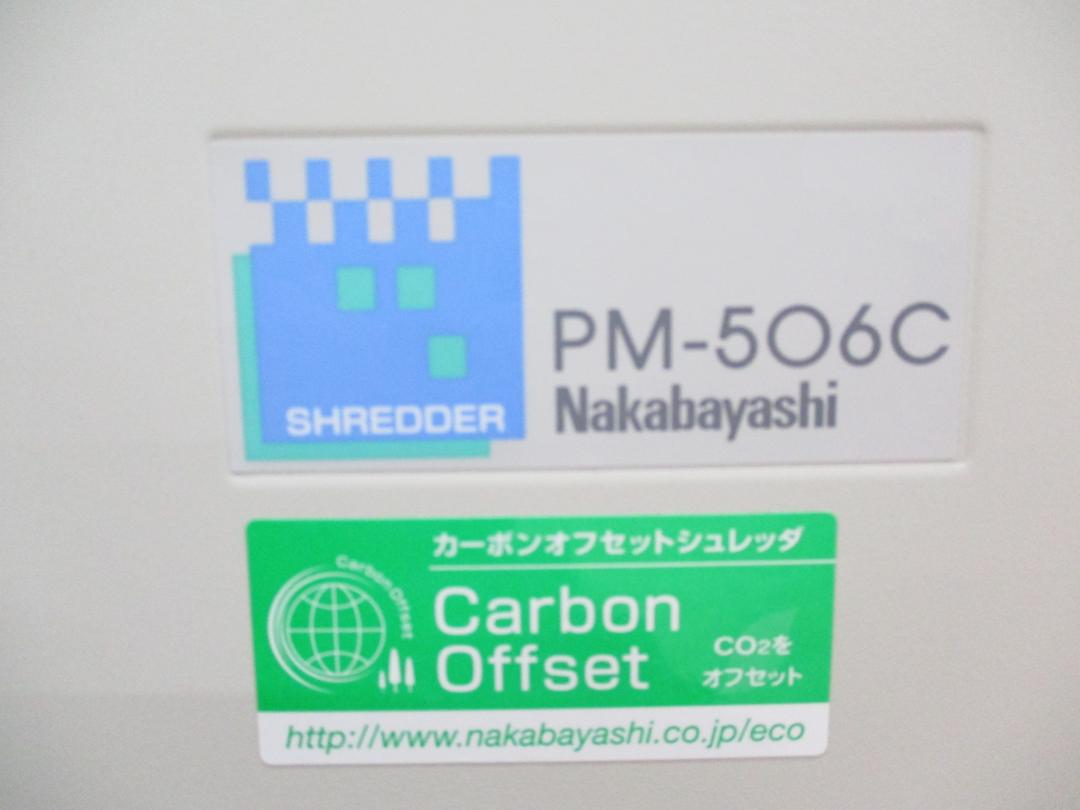 SHREDDER
PM-506C
Nakabayashi
カーボンオフセットシュレッダ
Carbon Offset
Carbon
Offset
CO2を
オフセット
http://www.nakabayashi.co.jp/eco